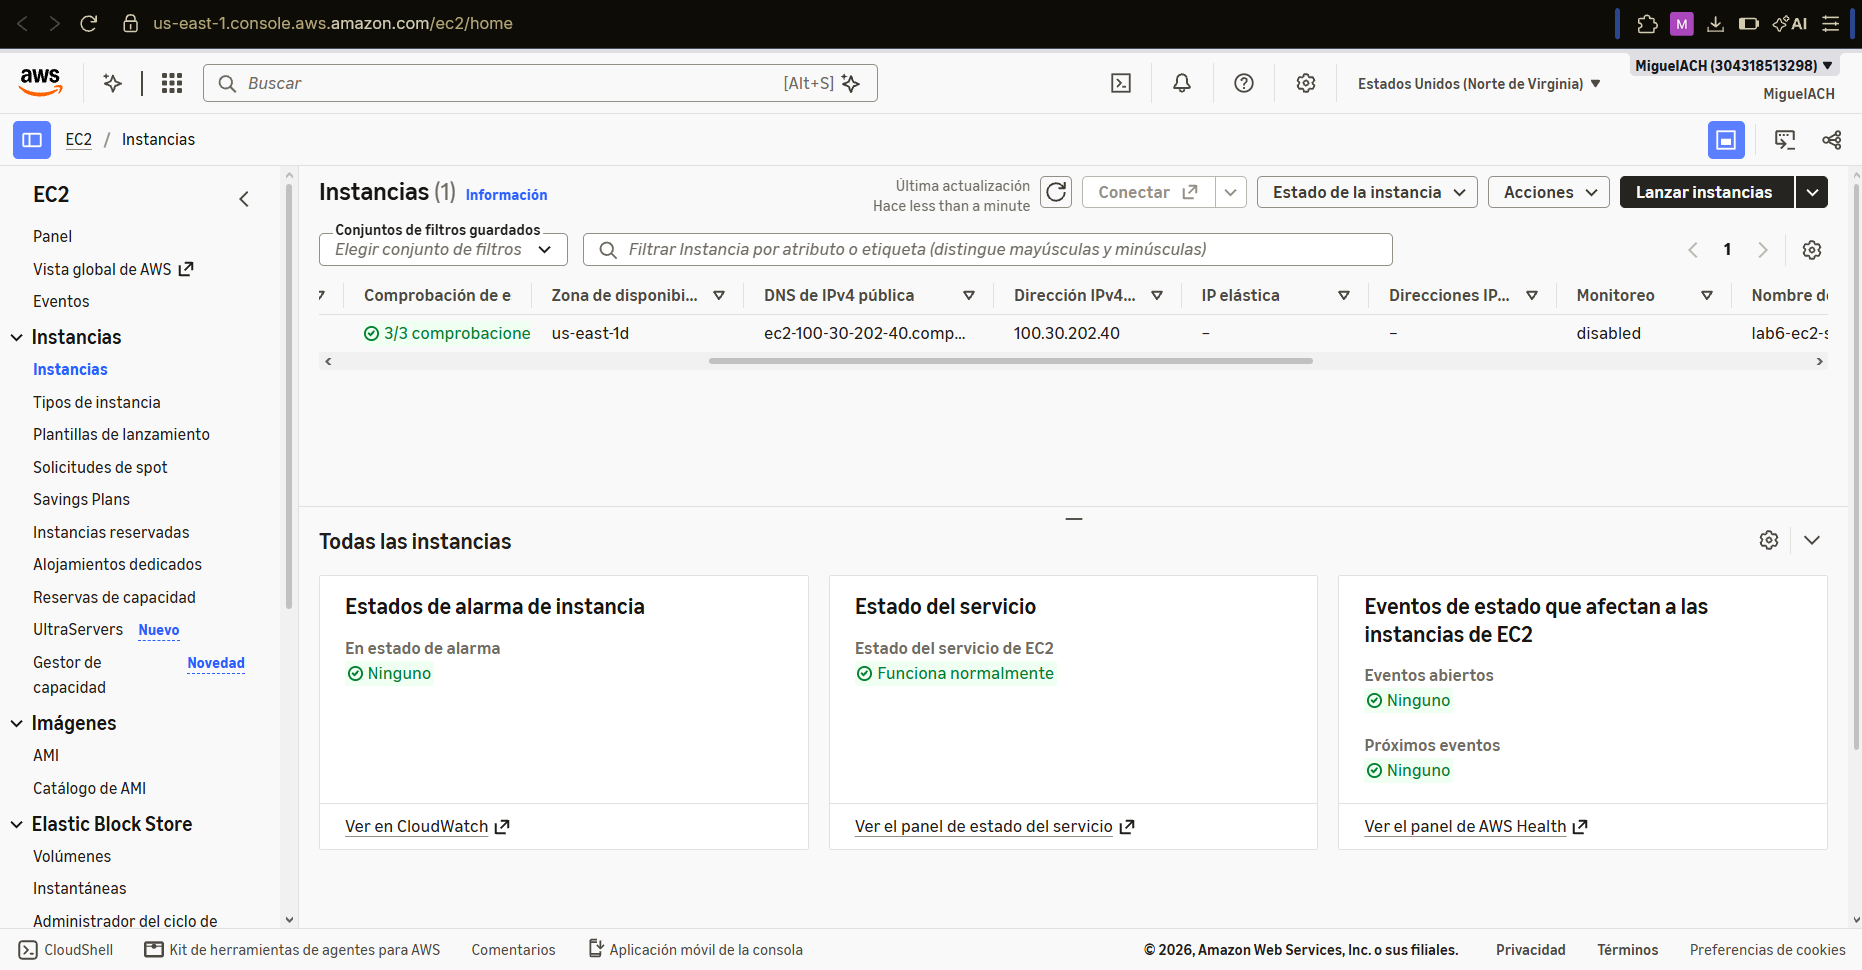 us-east-1.console.aws.amazon.com/ec2/home
M
AI
aws
Buscar
[Alt+S]
Estados Unidos (Norte de Virginia)
MiguelACH (304318513298)
MiguelACH
EC2 / Instancias
EC2
Panel
Vista global de AWS
Eventos
Instancias
Instancias
Tipos de instancia
Plantillas de lanzamiento
Solicitudes de spot
Savings Plans
Instancias reservadas
Alojamientos dedicados
Reservas de capacidad
UltraServers Nuevo
Gestor de capacidad Novedad
Imágenes
AMI
Catálogo de AMI
Elastic Block Store
Volúmenes
Instantáneas
Administrador del ciclo de
Instancias (1) Información
Última actualización
Hace less than a minute
Conectar
Estado de la instancia
Acciones
Lanzar instancias
Conjuntos de filtros guardados
Elegir conjunto de filtros
Filtrar Instancia por atributo o etiqueta (distingue mayúsculas y minúsculas)
1
Comprobación de e Zona de disponibi... DNS de IPv4 pública Dirección IPv4... IP elástica Direcciones IP... Monitoreo Nombre de
3/3 comprobacione us-east-1d ec2-100-30-202-40.comp... 100.30.202.40 – – disabled lab6-ec2-s
Todas las instancias
Estados de alarma de instancia
En estado de alarma
Ninguno
Ver en CloudWatch
Estado del servicio
Estado del servicio de EC2
Funciona normalmente
Ver el panel de estado del servicio
Eventos de estado que afectan a las
instancias de EC2
Eventos abiertos
Ninguno
Próximos eventos
Ninguno
Ver el panel de AWS Health
CloudShell
Kit de herramientas de agentes para AWS
Comentarios
Aplicación móvil de la consola
© 2026, Amazon Web Services, Inc. o sus filiales.
Privacidad
Términos
Preferencias de cookies